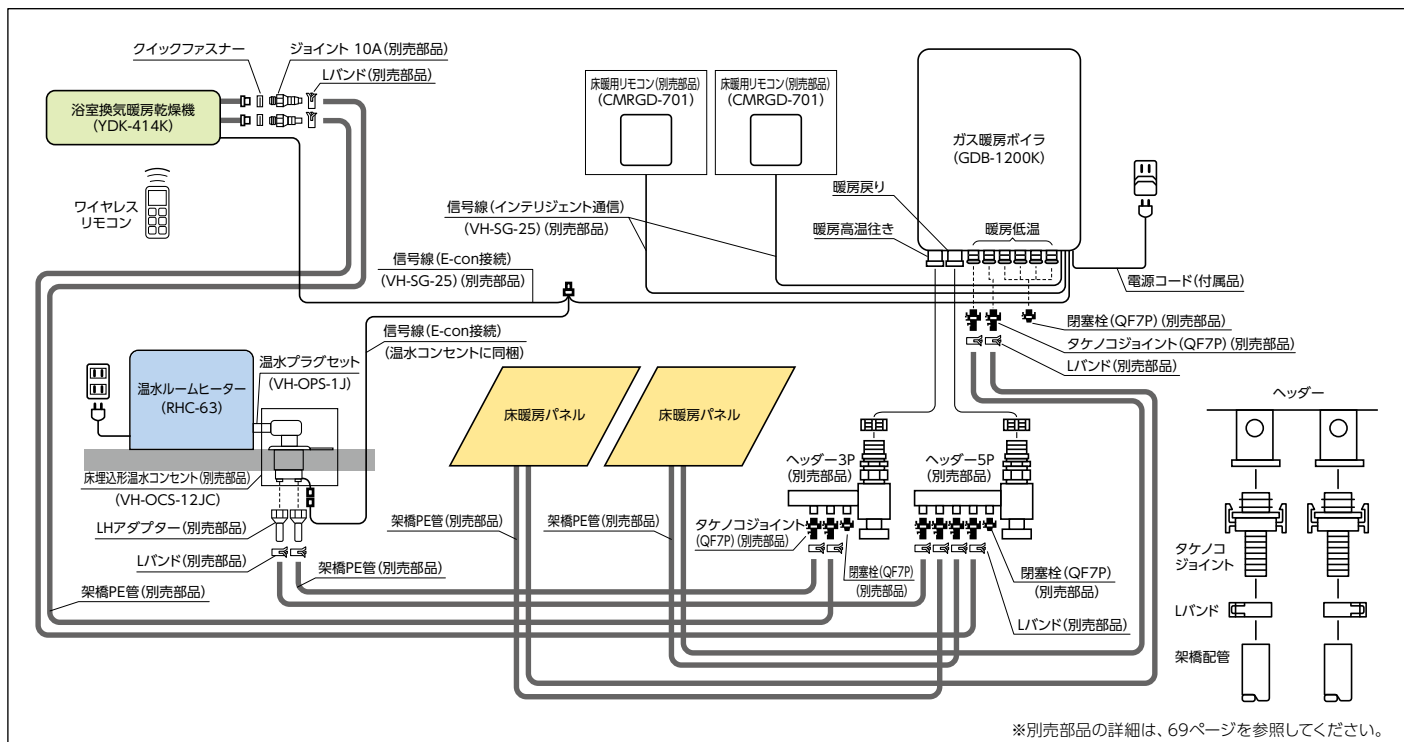 クイックファスナー
ジョイント 10A(別売部品)
Lバンド(別売部品)
浴室換気暖房乾燥機
(YDK-414K)
ワイヤレス
リモコン
床暖用リモコン(別売部品)
(CMRGD-701)
床暖用リモコン(別売部品)
(CMRGD-701)
ガス暖房ボイラ
(GDB-1200K)
暖房戻り
暖房高温往き
暖房低温
信号線(インテリジェント通信)
(VH-SG-25)(別売部品)
信号線(E-con接続)
(VH-SG-25)(別売部品)
電源コード(付属品)
信号線(E-con接続)
(温水コンセントに同梱)
閉塞栓(QF7P)(別売部品)
タケノコジョイント(QF7P)(別売部品)
Lバンド(別売部品)
温水プラグセット
(VH-OPS-1J)
温水ルームヒーター
(RHC-63)
床暖房パネル
床暖房パネル
ヘッダー
ヘッダー3P
(別売部品)
ヘッダー5P
(別売部品)
床埋込形温水コンセント(別売部品)
(VH-OCS-12JC)
LHアダプター(別売部品)
Lバンド(別売部品)
架橋PE管(別売部品)
架橋PE管(別売部品)
架橋PE管(別売部品)
架橋PE管(別売部品)
タケノコジョイント
(QF7P)(別売部品)
閉塞栓(QF7P)
(別売部品)
閉塞栓(QF7P)
(別売部品)
Lバンド(別売部品)
タケノコ
ジョイント
Lバンド
架橋配管
※別売部品の詳細は、69ページを参照してください。